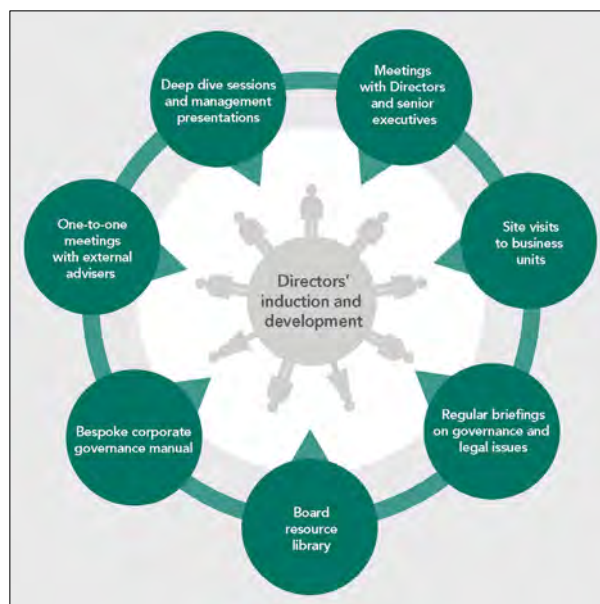 Deep dive sessions
and management
presentations
Meetings
with Directors
and senior
executives
One-to-one
meetings
with external
advisers
Site visits
to business
units
Directors'
induction and
development
Bespoke corporate
governance manual
Regular briefings
on governance and
legal issues
Board
resource
library